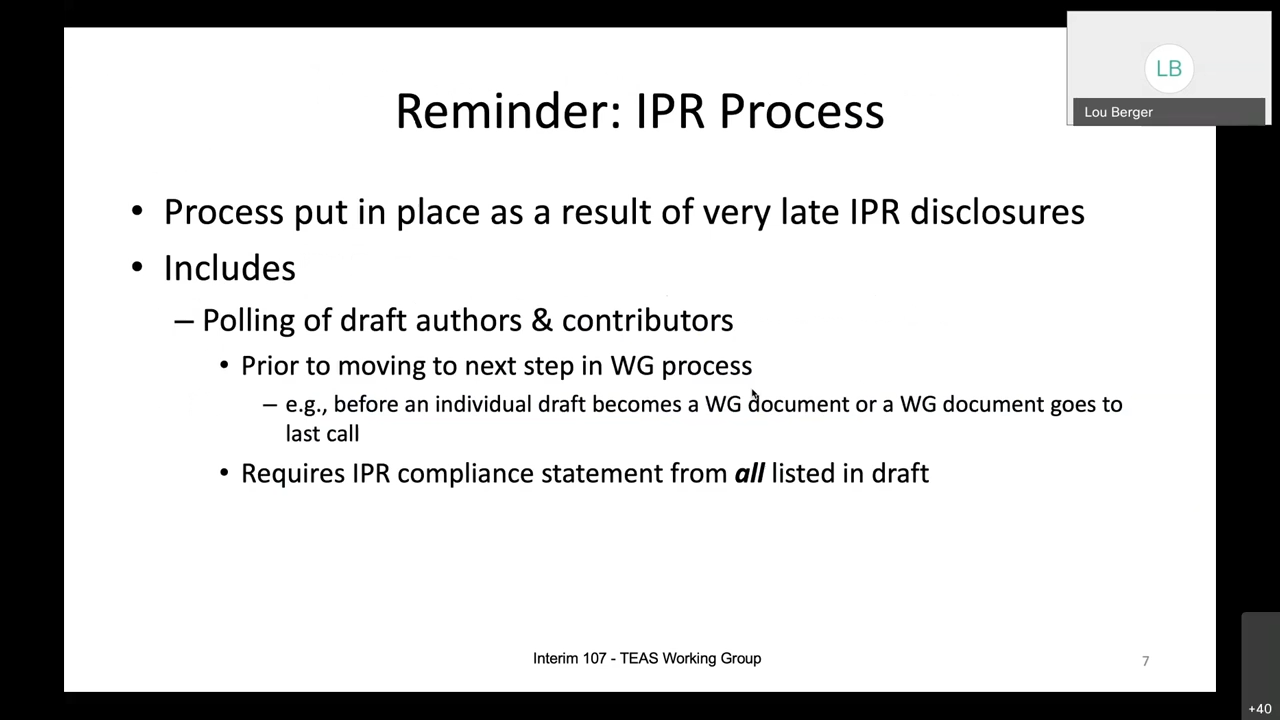 LB
Lou Berger
Reminder: IPR Process
• Process put in place as a result of very late IPR disclosures
• Includes
– Polling of draft authors & contributors
• Prior to moving to next step in WG process
– e.g., before an individual draft becomes a WG document or a WG document goes to
last call
• Requires IPR compliance statement from all listed in draft
Interim 107 - TEAS Working Group
7
+40